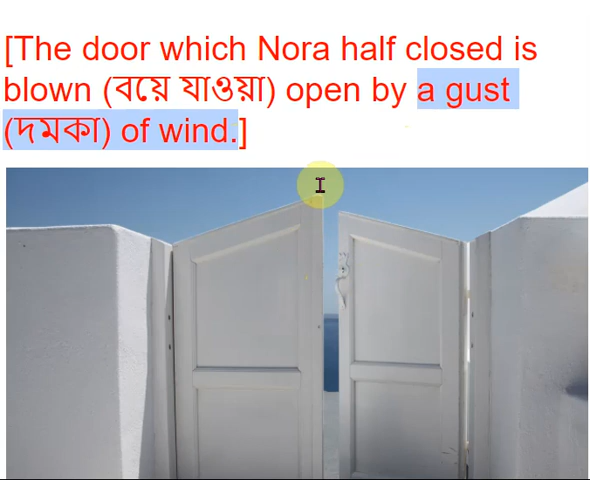 [The door which Nora half closed is
blown (বয়ে যাওয়া) open by a gust
(দমকা) of wind.]